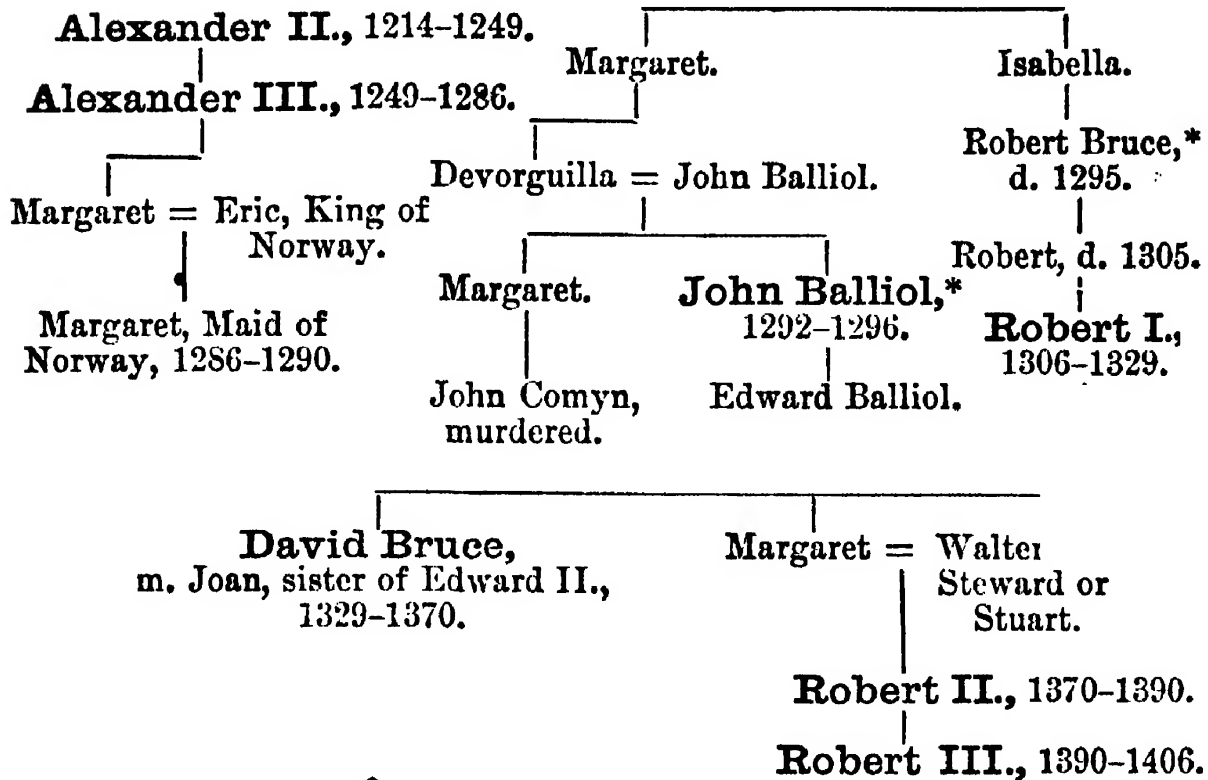 Alexander II., 1214–1249.
Alexander III., 1249–1286.
Margaret = Eric, King of
Norway.
Margaret, Maid of
Norway, 1286–1290.
Margaret.
Devorguilla = John Balliol.
Margaret.
John Comyn,
murdered.
John Balliol,*
1292–1296.
Edward Balliol.
Isabella.
Robert Bruce,*
d. 1295.
Robert, d. 1305.
Robert I.,
1306–1329.
David Bruce,
m. Joan, sister of Edward II.,
1329–1370.
Margaret = Walter
Steward or
Stuart.
Robert II., 1370–1390.
Robert III., 1390–1406.